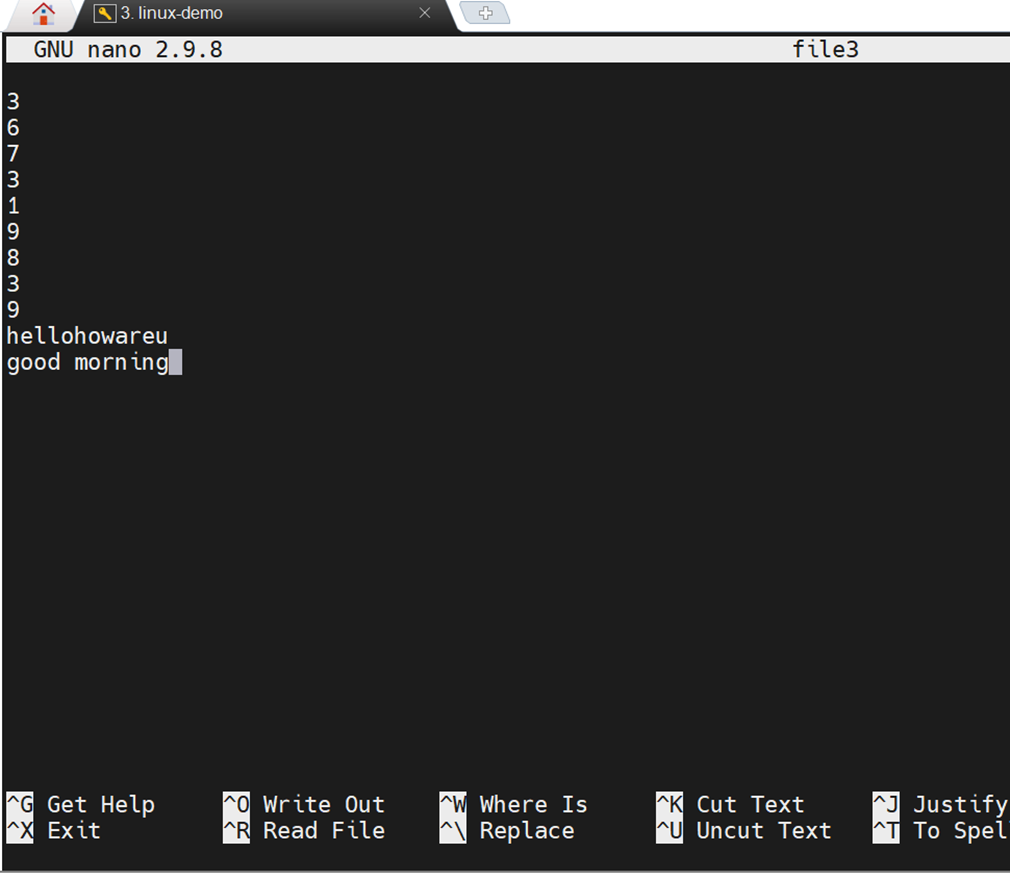 3. linux-demo
GNU nano 2.9.8 file3
3
6
7
3
1
9
8
3
9
hellohowareu
good morning
^G Get Help ^O Write Out ^W Where Is ^K Cut Text ^J Justify
^X Exit ^R Read File ^\ Replace ^U Uncut Text ^T To Spel